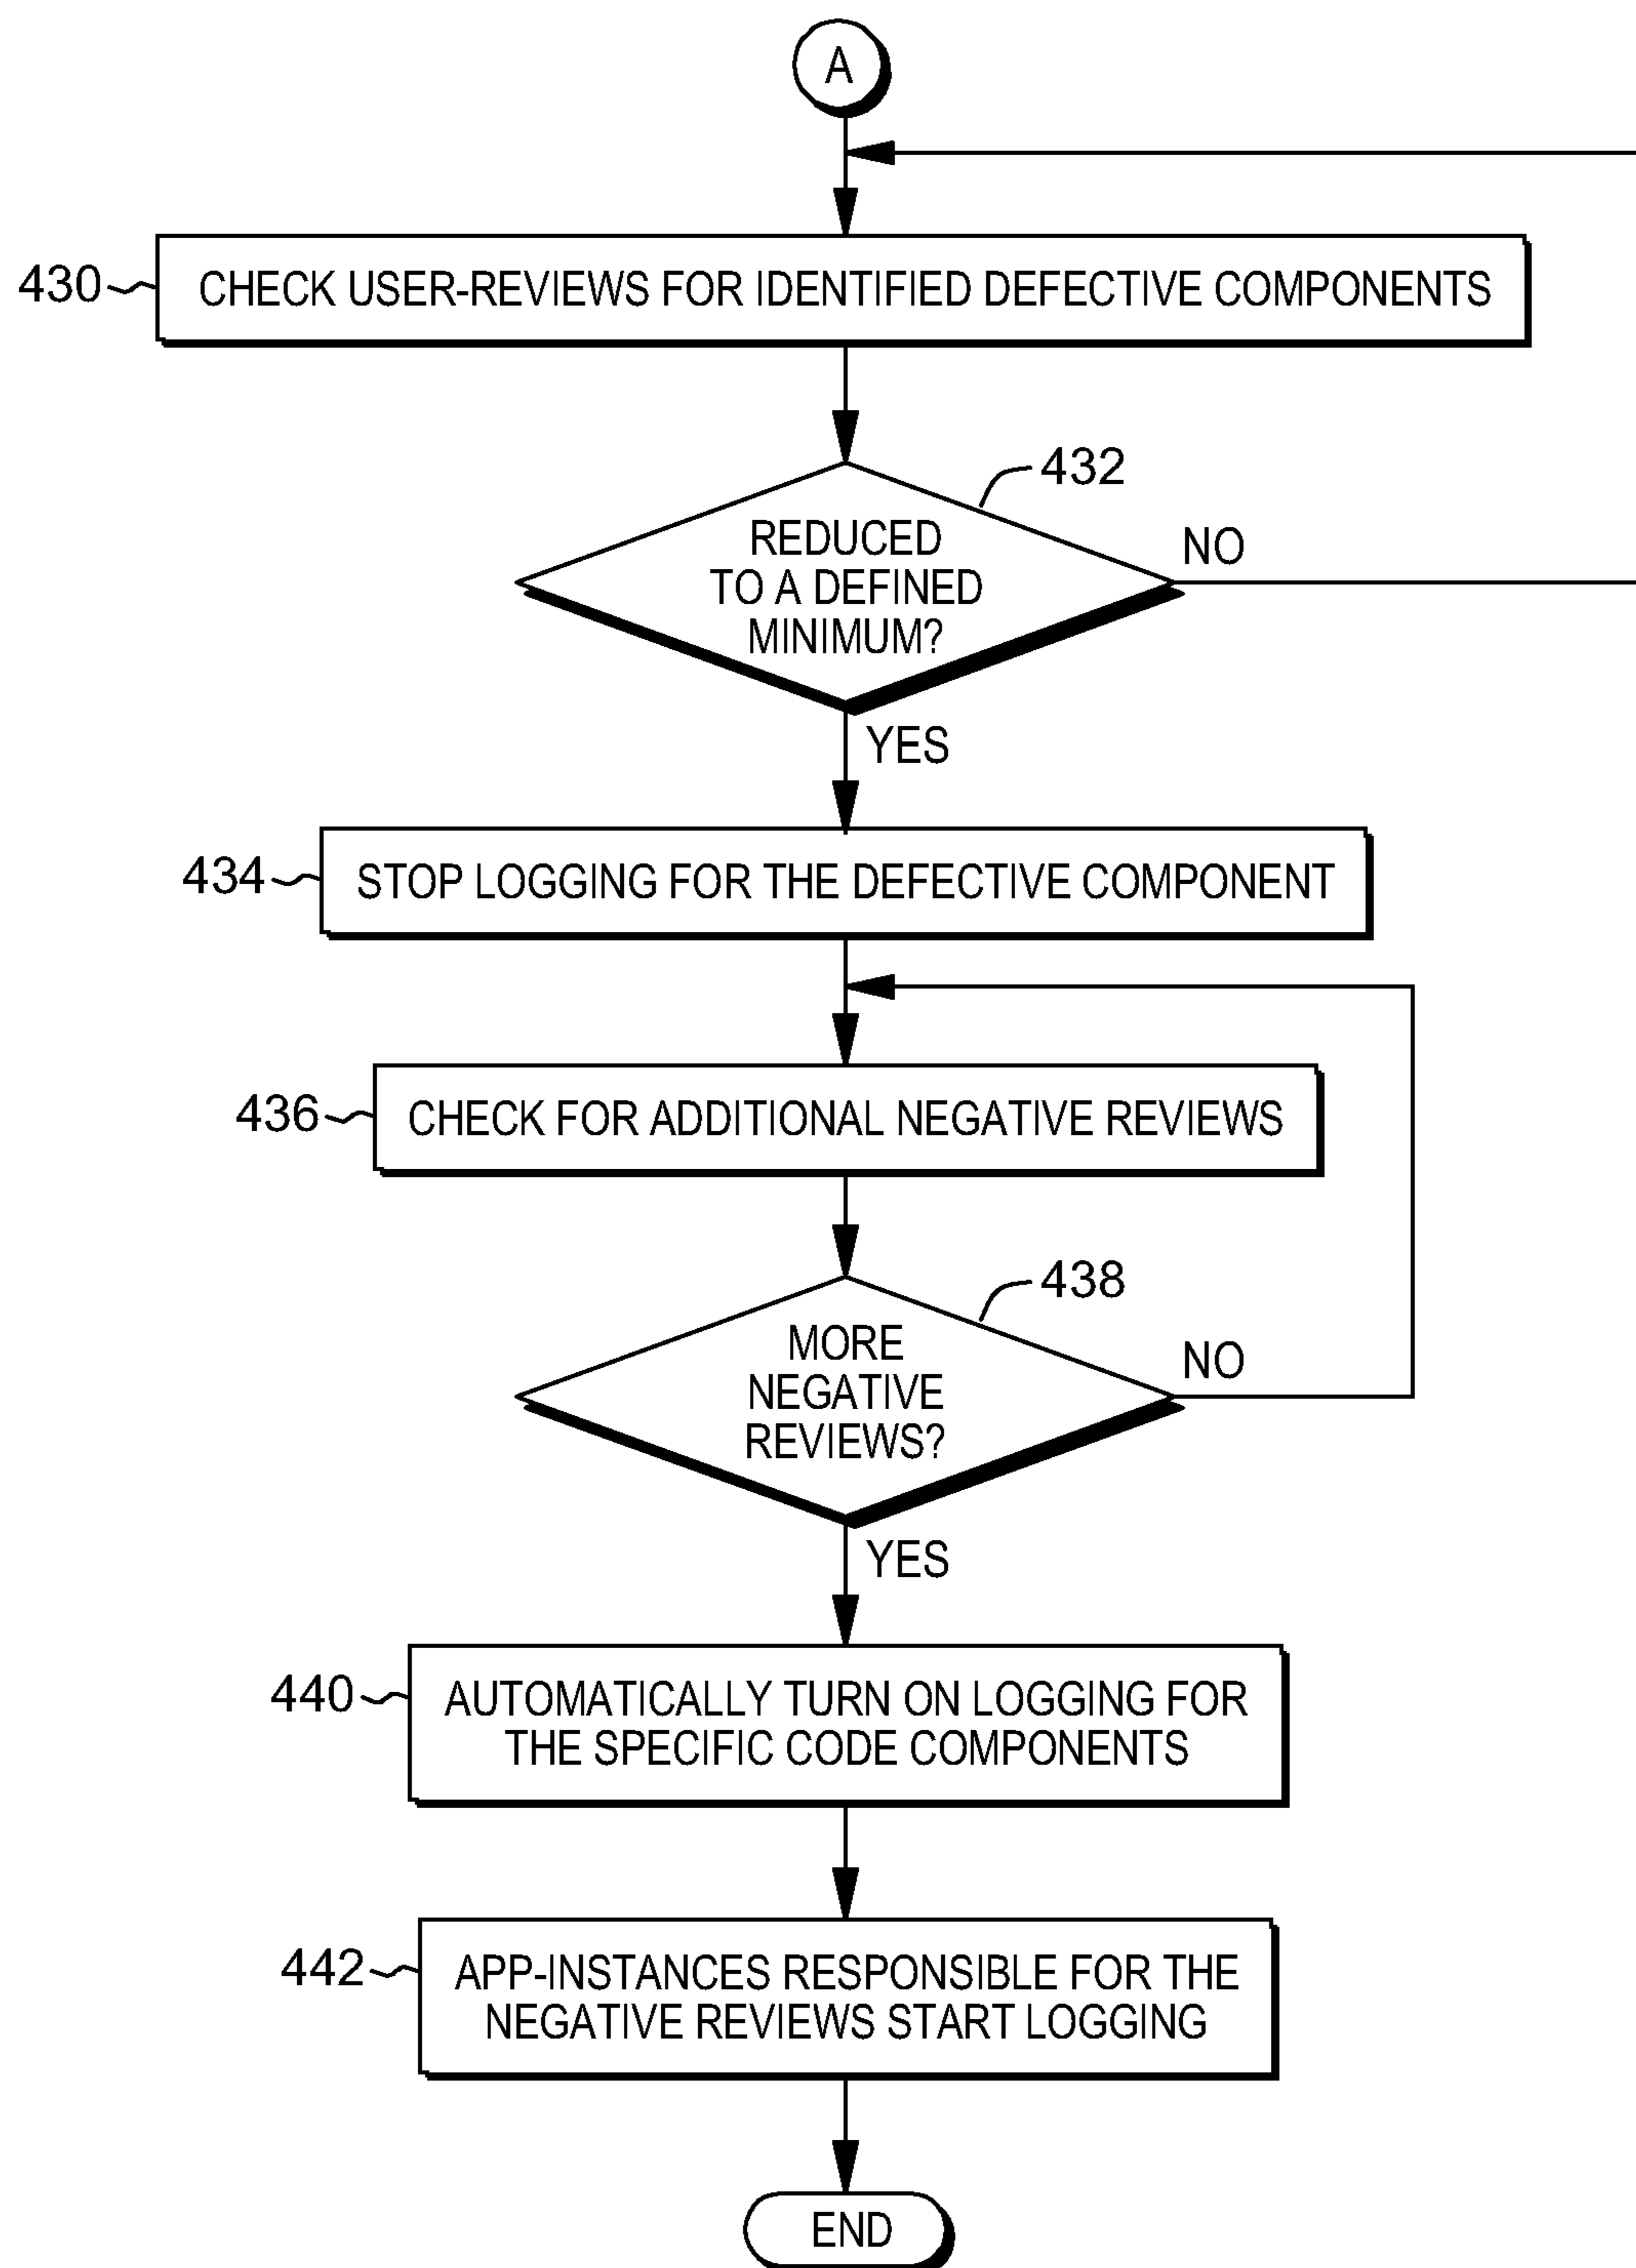 A
430
CHECK USER-REVIEWS FOR IDENTIFIED DEFECTIVE COMPONENTS
432
REDUCED
TO A DEFINED
MINIMUM?
NO
YES
434
STOP LOGGING FOR THE DEFECTIVE COMPONENT
436
CHECK FOR ADDITIONAL NEGATIVE REVIEWS
438
MORE
NEGATIVE
REVIEWS?
NO
YES
440
AUTOMATICALLY TURN ON LOGGING FOR
THE SPECIFIC CODE COMPONENTS
442
APP-INSTANCES RESPONSIBLE FOR THE
NEGATIVE REVIEWS START LOGGING
END